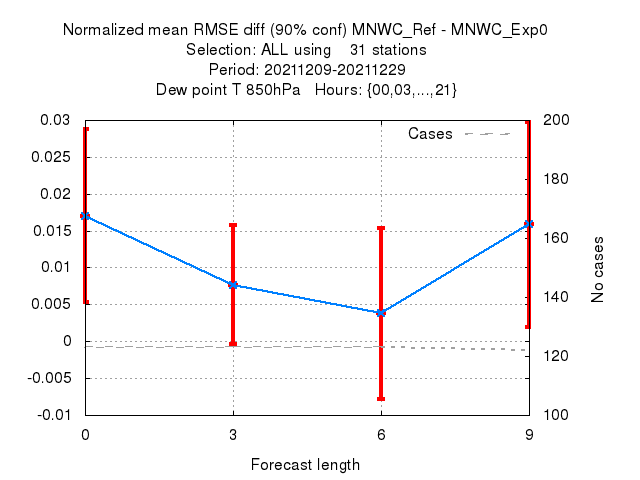 Normalized mean RMSE diff (90% conf) MNWC_Ref - MNWC_Exp0
Selection: ALL using    31 stations
Period: 20211209-20211229
Dew point T 850hPa   Hours: {00,03,...,21}
Cases
0.03
0.025
0.02
0.015
0.01
0.005
0
-0.005
-0.01
200
180
160
140
120
100
No cases
0
3
6
9
Forecast length